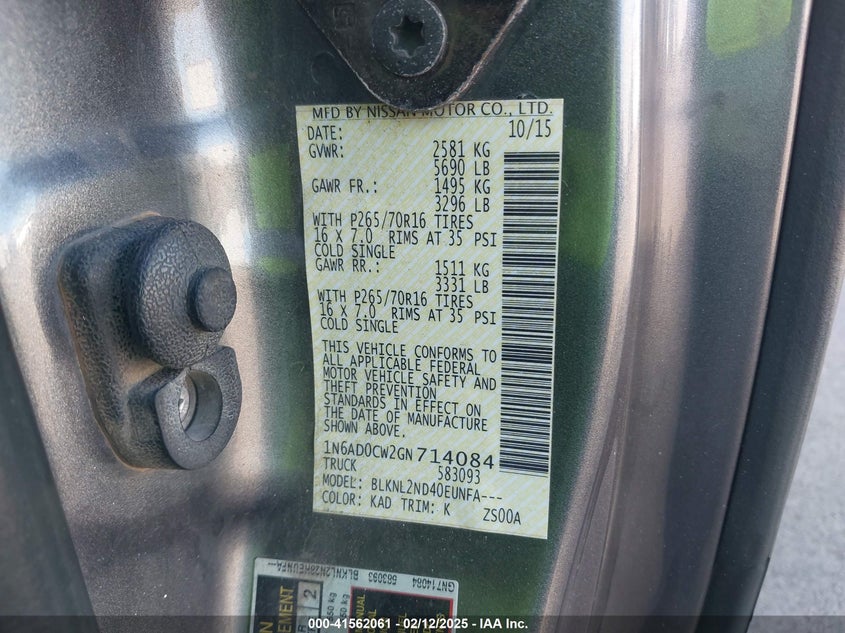 MFD BY NISSAN MOTOR CO., LTD.
DATE: 10/15
GVWR: 2581 KG
5690 LB
GAWR FR.: 1495 KG
3296 LB
WITH P265/70R16 TIRES
16 X 7.0 RIMS AT 35 PSI
COLD SINGLE
GAWR RR.: 1511 KG
3331 LB
WITH P265/70R16 TIRES
16 X 7.0 RIMS AT 35 PSI
COLD SINGLE
THIS VEHICLE CONFORMS TO
ALL APPLICABLE FEDERAL
MOTOR VEHICLE SAFETY AND
THEFT PREVENTION
STANDARDS IN EFFECT ON
THE DATE OF MANUFACTURE
SHOWN ABOVE.
1N6AD0CW2GN714084
TRUCK 583093
MODEL: BLKNL2ND40EUNFA---
COLOR: KAD TRIM: K ZS00A
GN714084
583093
2
000-41562061 - 02/12/2025 - IAA Inc.